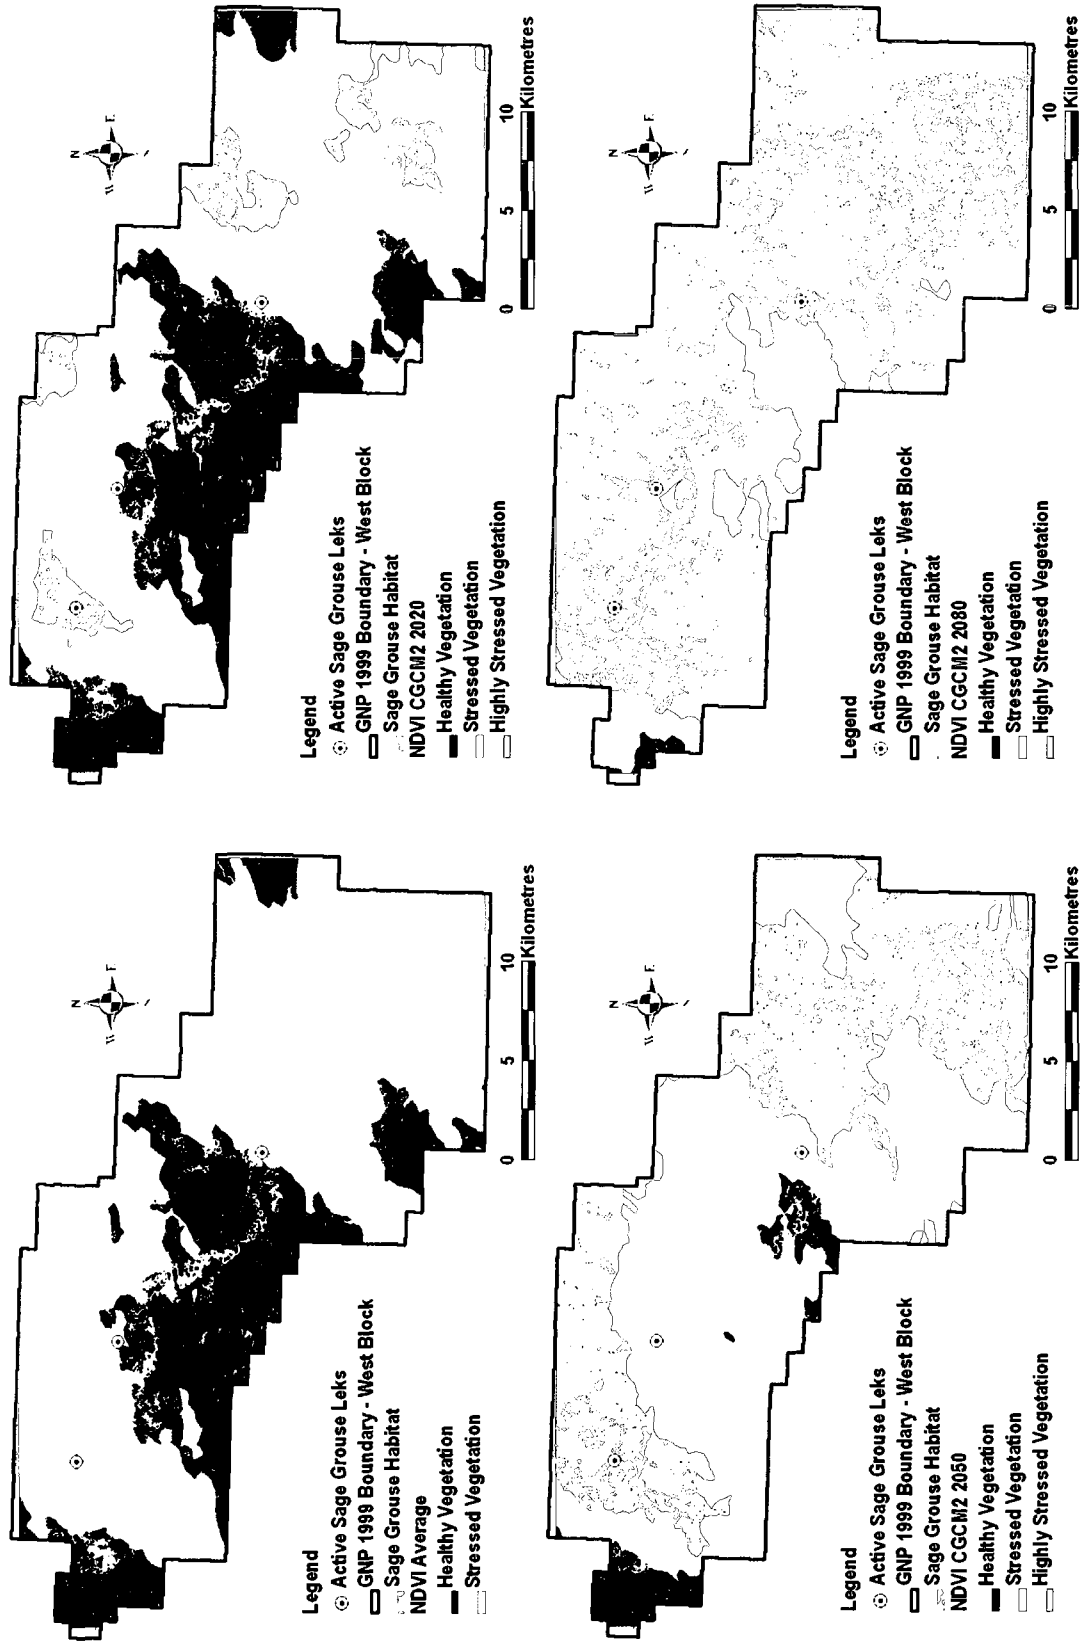 N
W
E
Legend
Active Sage Grouse Leks
GNP 1999 Boundary - West Block
Sage Grouse Habitat
NDVI Average
Healthy Vegetation
Stressed Vegetation
0 5 10 Kilometres
N
W
E
Legend
Active Sage Grouse Leks
GNP 1999 Boundary - West Block
Sage Grouse Habitat
NDVI CGCM2 2020
Healthy Vegetation
Stressed Vegetation
Highly Stressed Vegetation
0 5 10 Kilometres
N
W
E
Legend
Active Sage Grouse Leks
GNP 1999 Boundary - West Block
Sage Grouse Habitat
NDVI CGCM2 2050
Healthy Vegetation
Stressed Vegetation
Highly Stressed Vegetation
0 5 10 Kilometres
N
W
E
Legend
Active Sage Grouse Leks
GNP 1999 Boundary - West Block
Sage Grouse Habitat
NDVI CGCM2 2080
Healthy Vegetation
Stressed Vegetation
Highly Stressed Vegetation
0 5 10 Kilometres